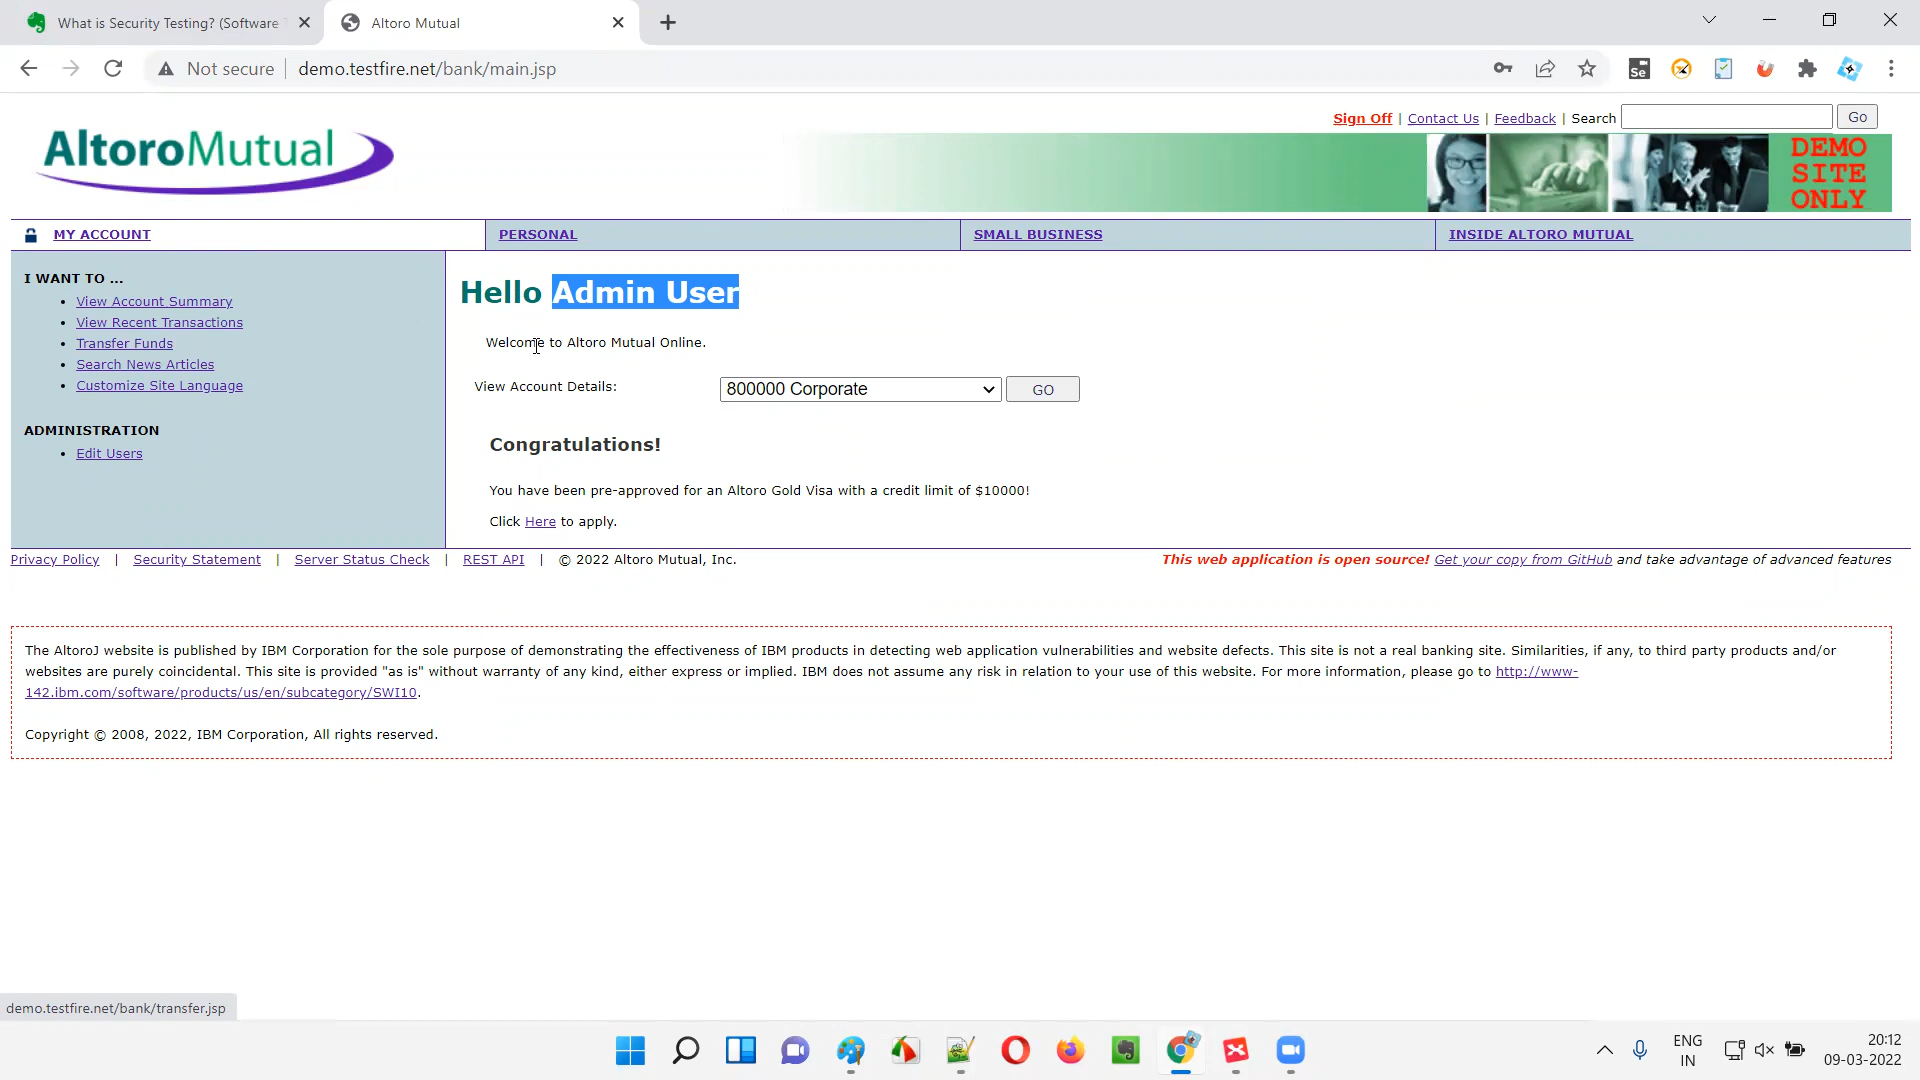 What is Security Testing? (Software
Altoro Mutual
Not secure
demo.testfire.net/bank/main.jsp
Se
Sign Off | Contact Us | Feedback | Search
Go
AltoroMutual
DEMO
SITE
ONLY
MY ACCOUNT
PERSONAL
SMALL BUSINESS
INSIDE ALTORO MUTUAL
I WANT TO ...
• View Account Summary
• View Recent Transactions
• Transfer Funds
• Search News Articles
• Customize Site Language
ADMINISTRATION
• Edit Users
Hello Admin User
Welcome to Altoro Mutual Online.
View Account Details:
800000 Corporate
GO
Congratulations!
You have been pre-approved for an Altoro Gold Visa with a credit limit of $10000!
Click Here to apply.
Privacy Policy | Security Statement | Server Status Check | REST API | © 2022 Altoro Mutual, Inc.
This web application is open source! Get your copy from GitHub and take advantage of advanced features
The AltoroJ website is published by IBM Corporation for the sole purpose of demonstrating the effectiveness of IBM products in detecting web application vulnerabilities and website defects. This site is not a real banking site. Similarities, if any, to third party products and/or
websites are purely coincidental. This site is provided "as is" without warranty of any kind, either express or implied. IBM does not assume any risk in relation to your use of this website. For more information, please go to http://www-
142.ibm.com/software/products/us/en/subcategory/SWI10.
Copyright © 2008, 2022, IBM Corporation, All rights reserved.
demo.testfire.net/bank/transfer.jsp
ENG
IN
20:12
09-03-2022